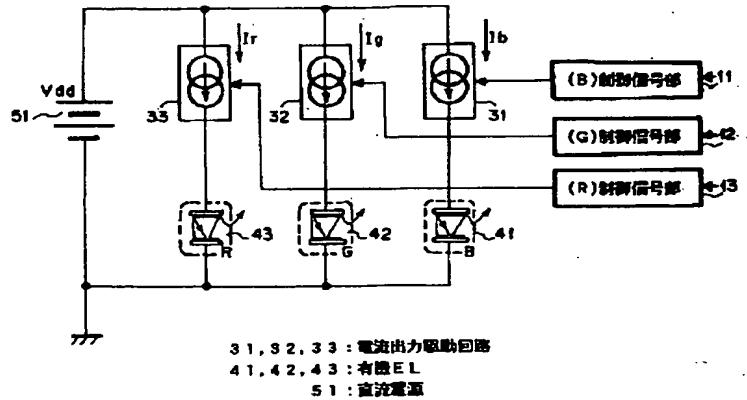 Ir
Ig
Ib
Vdd
51
33
32
31
(B)制御信号部
11
(G)制御信号部
12
(R)制御信号部
13
43
42
41
R
G
B
31,32,33:電流出力駆動回路
41,42,43:有機EL
51:直流電源